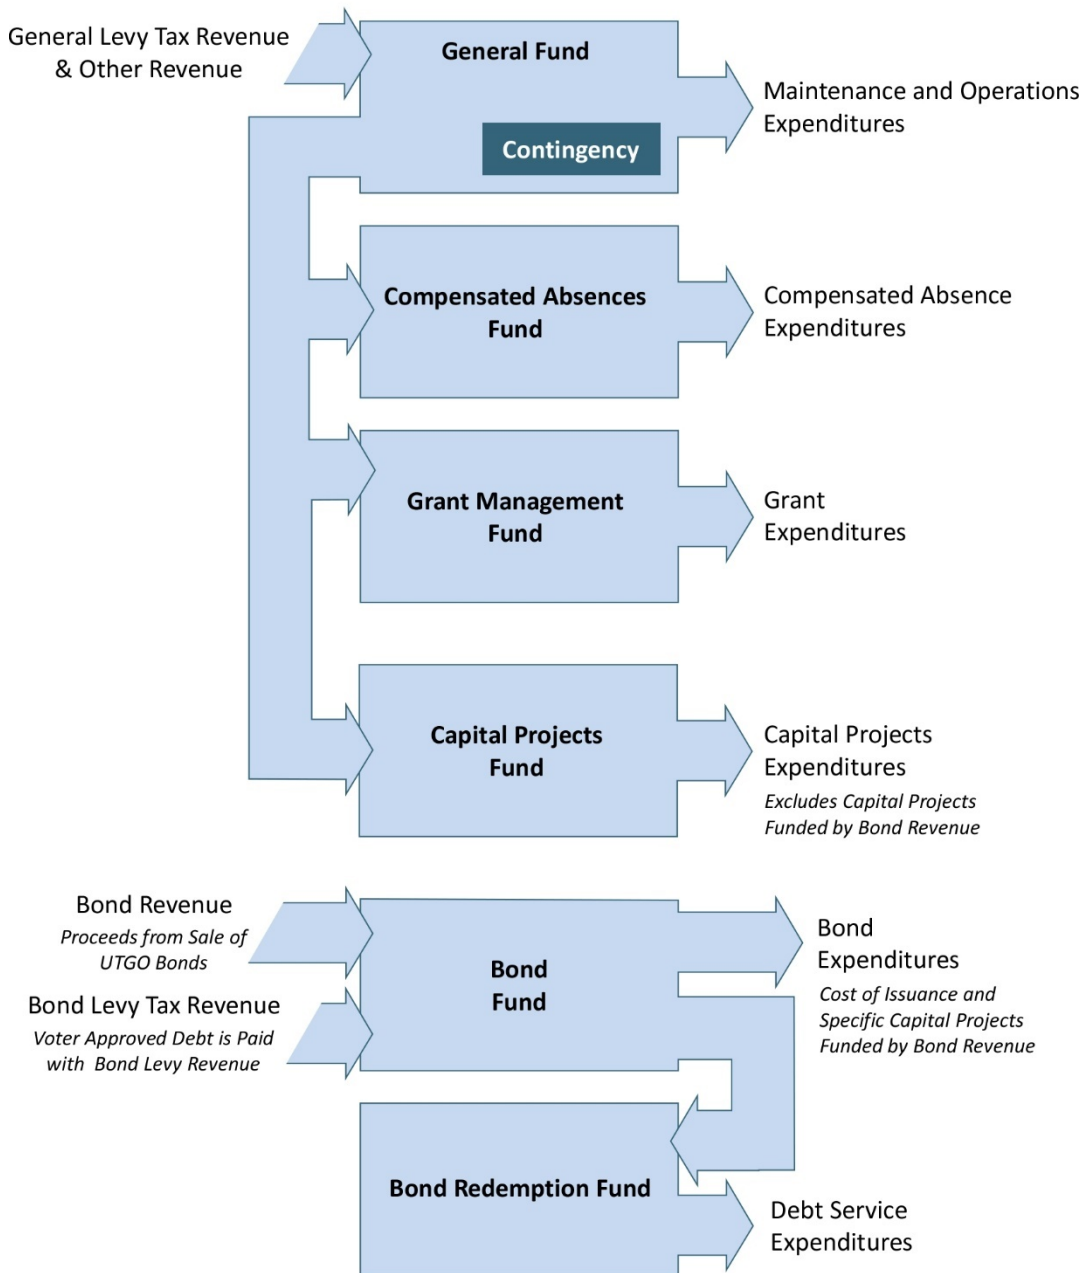 General Levy Tax Revenue
& Other Revenue
General Fund
Contingency
Maintenance and Operations
Expenditures
Compensated Absences
Fund
Compensated Absence
Expenditures
Grant Management
Fund
Grant
Expenditures
Capital Projects
Fund
Capital Projects
Expenditures
Excludes Capital Projects
Funded by Bond Revenue
Bond Revenue
Proceeds from Sale of
UTGO Bonds
Bond Levy Tax Revenue
Voter Approved Debt is Paid
with Bond Levy Revenue
Bond
Fund
Bond
Expenditures
Cost of Issuance and
Specific Capital Projects
Funded by Bond Revenue
Bond Redemption Fund
Debt Service
Expenditures